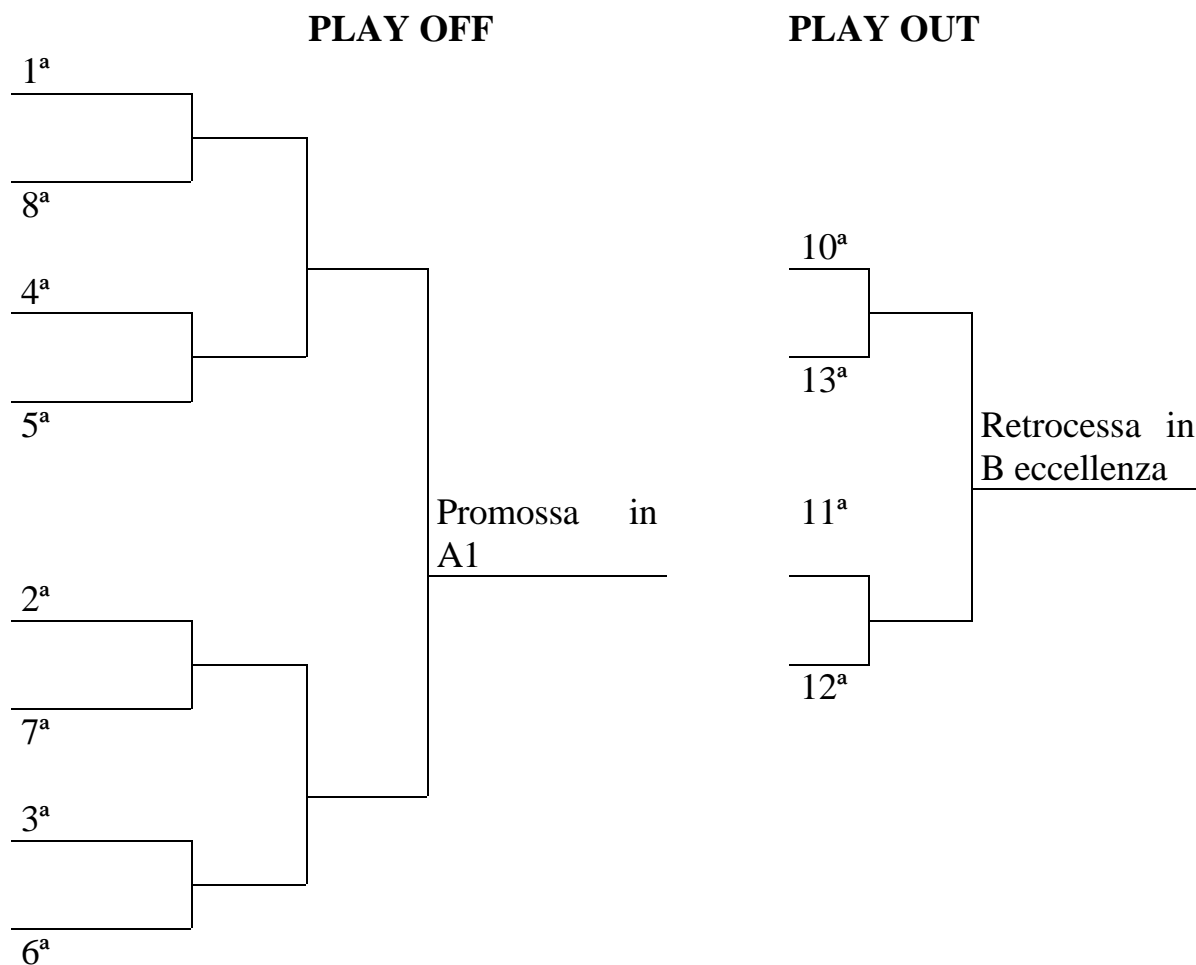 PLAY OFF
PLAY OUT
1ª
8ª
4ª
5ª
Promossa in
A1
2ª
7ª
3ª
6ª
10ª
13ª
Retrocessa in
B eccellenza
11ª
12ª